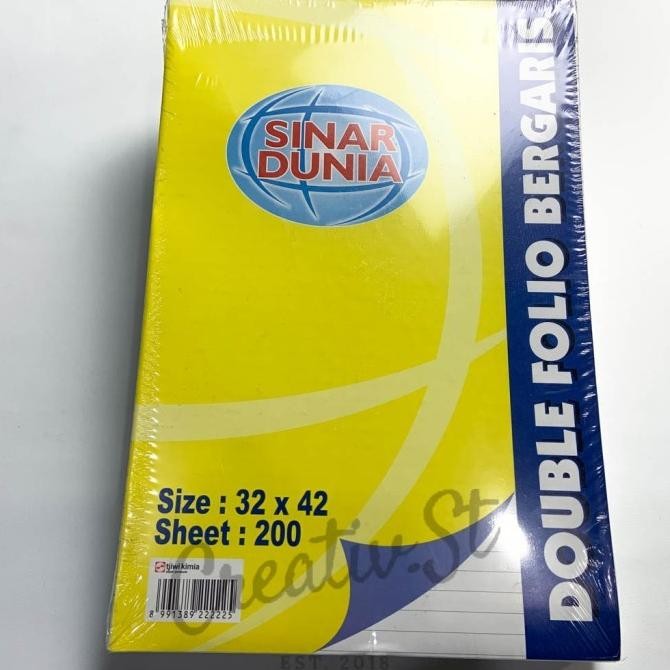 SINAR
DUNIA
DOUBLE FOLIO BERGARIS
Size : 32 x 42
Sheet : 200
tjiwi kimia
8 991389 222225
Creativ.St
EST. 2018